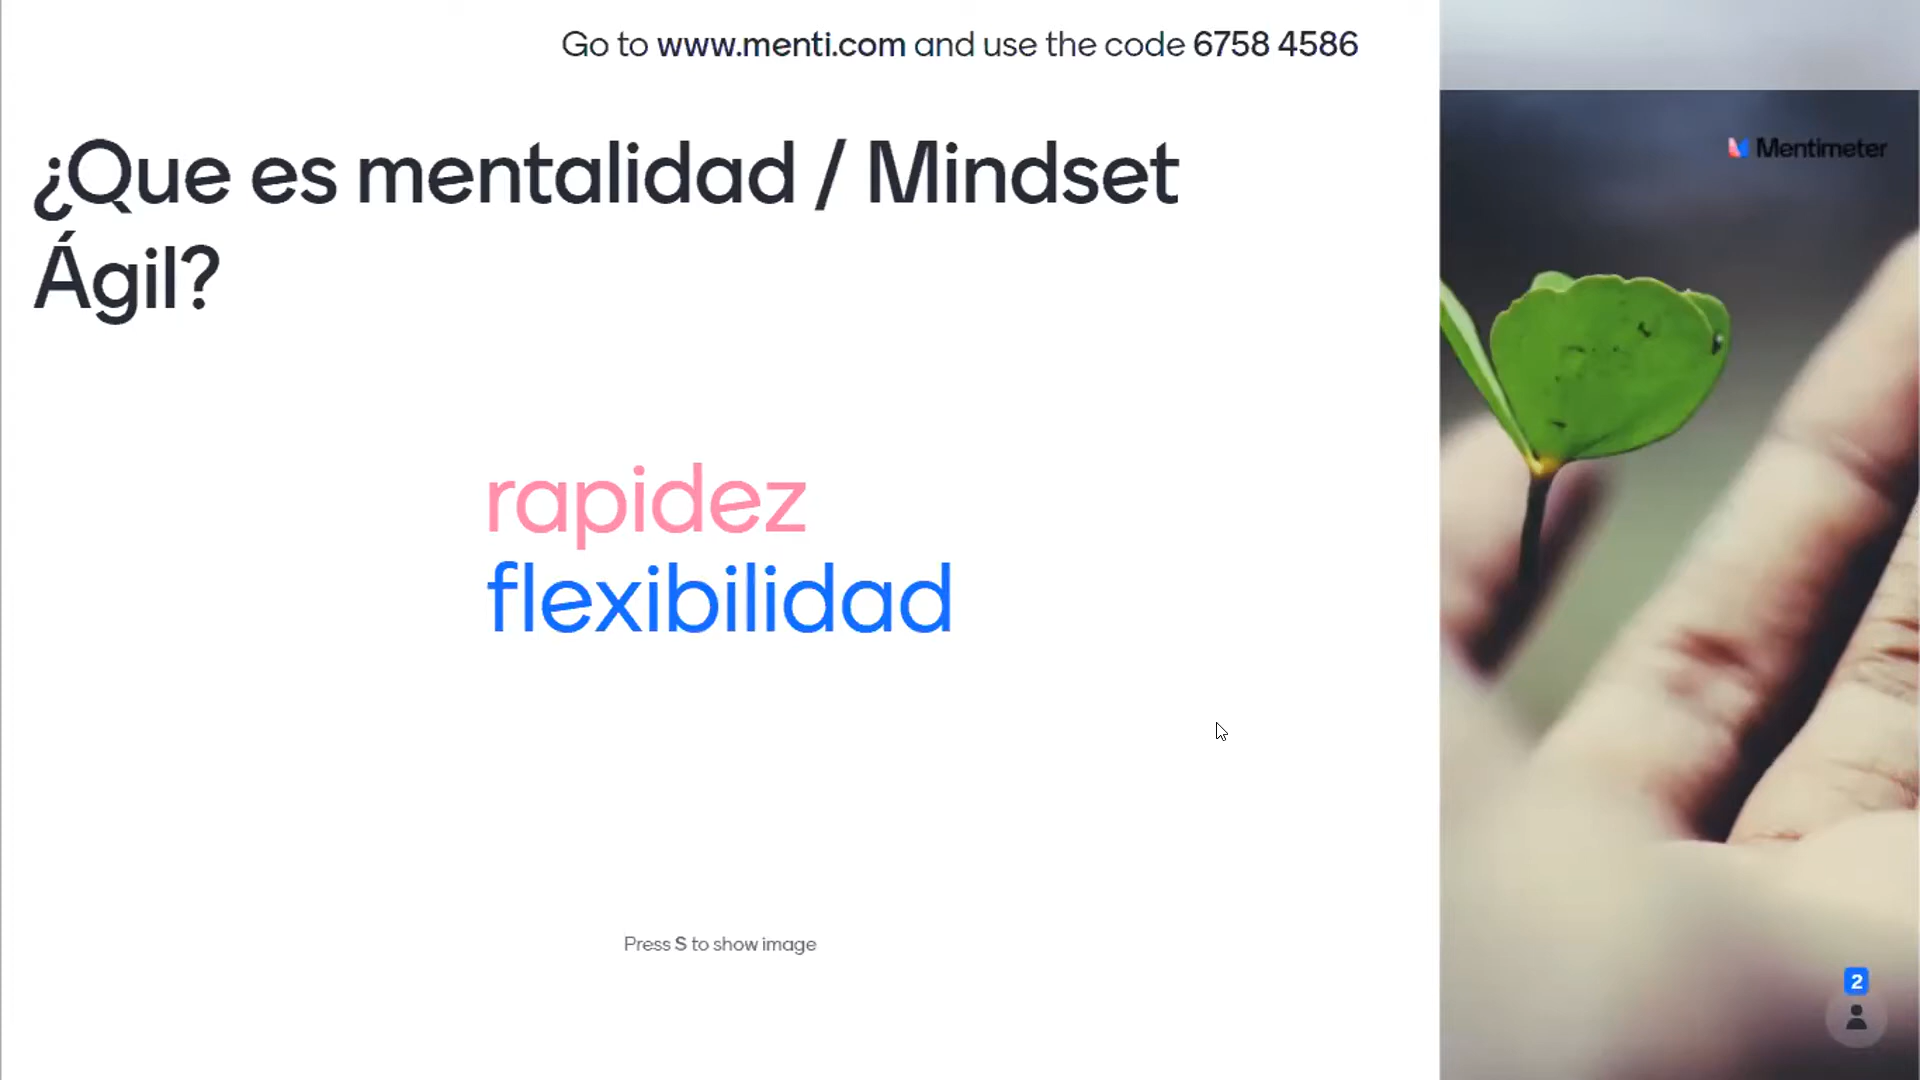 Go to www.menti.com and use the code 6758 4586
Mentimeter
¿Que es mentalidad / Mindset
Ágil?
rapidez
flexibilidad
Press S to show image
2